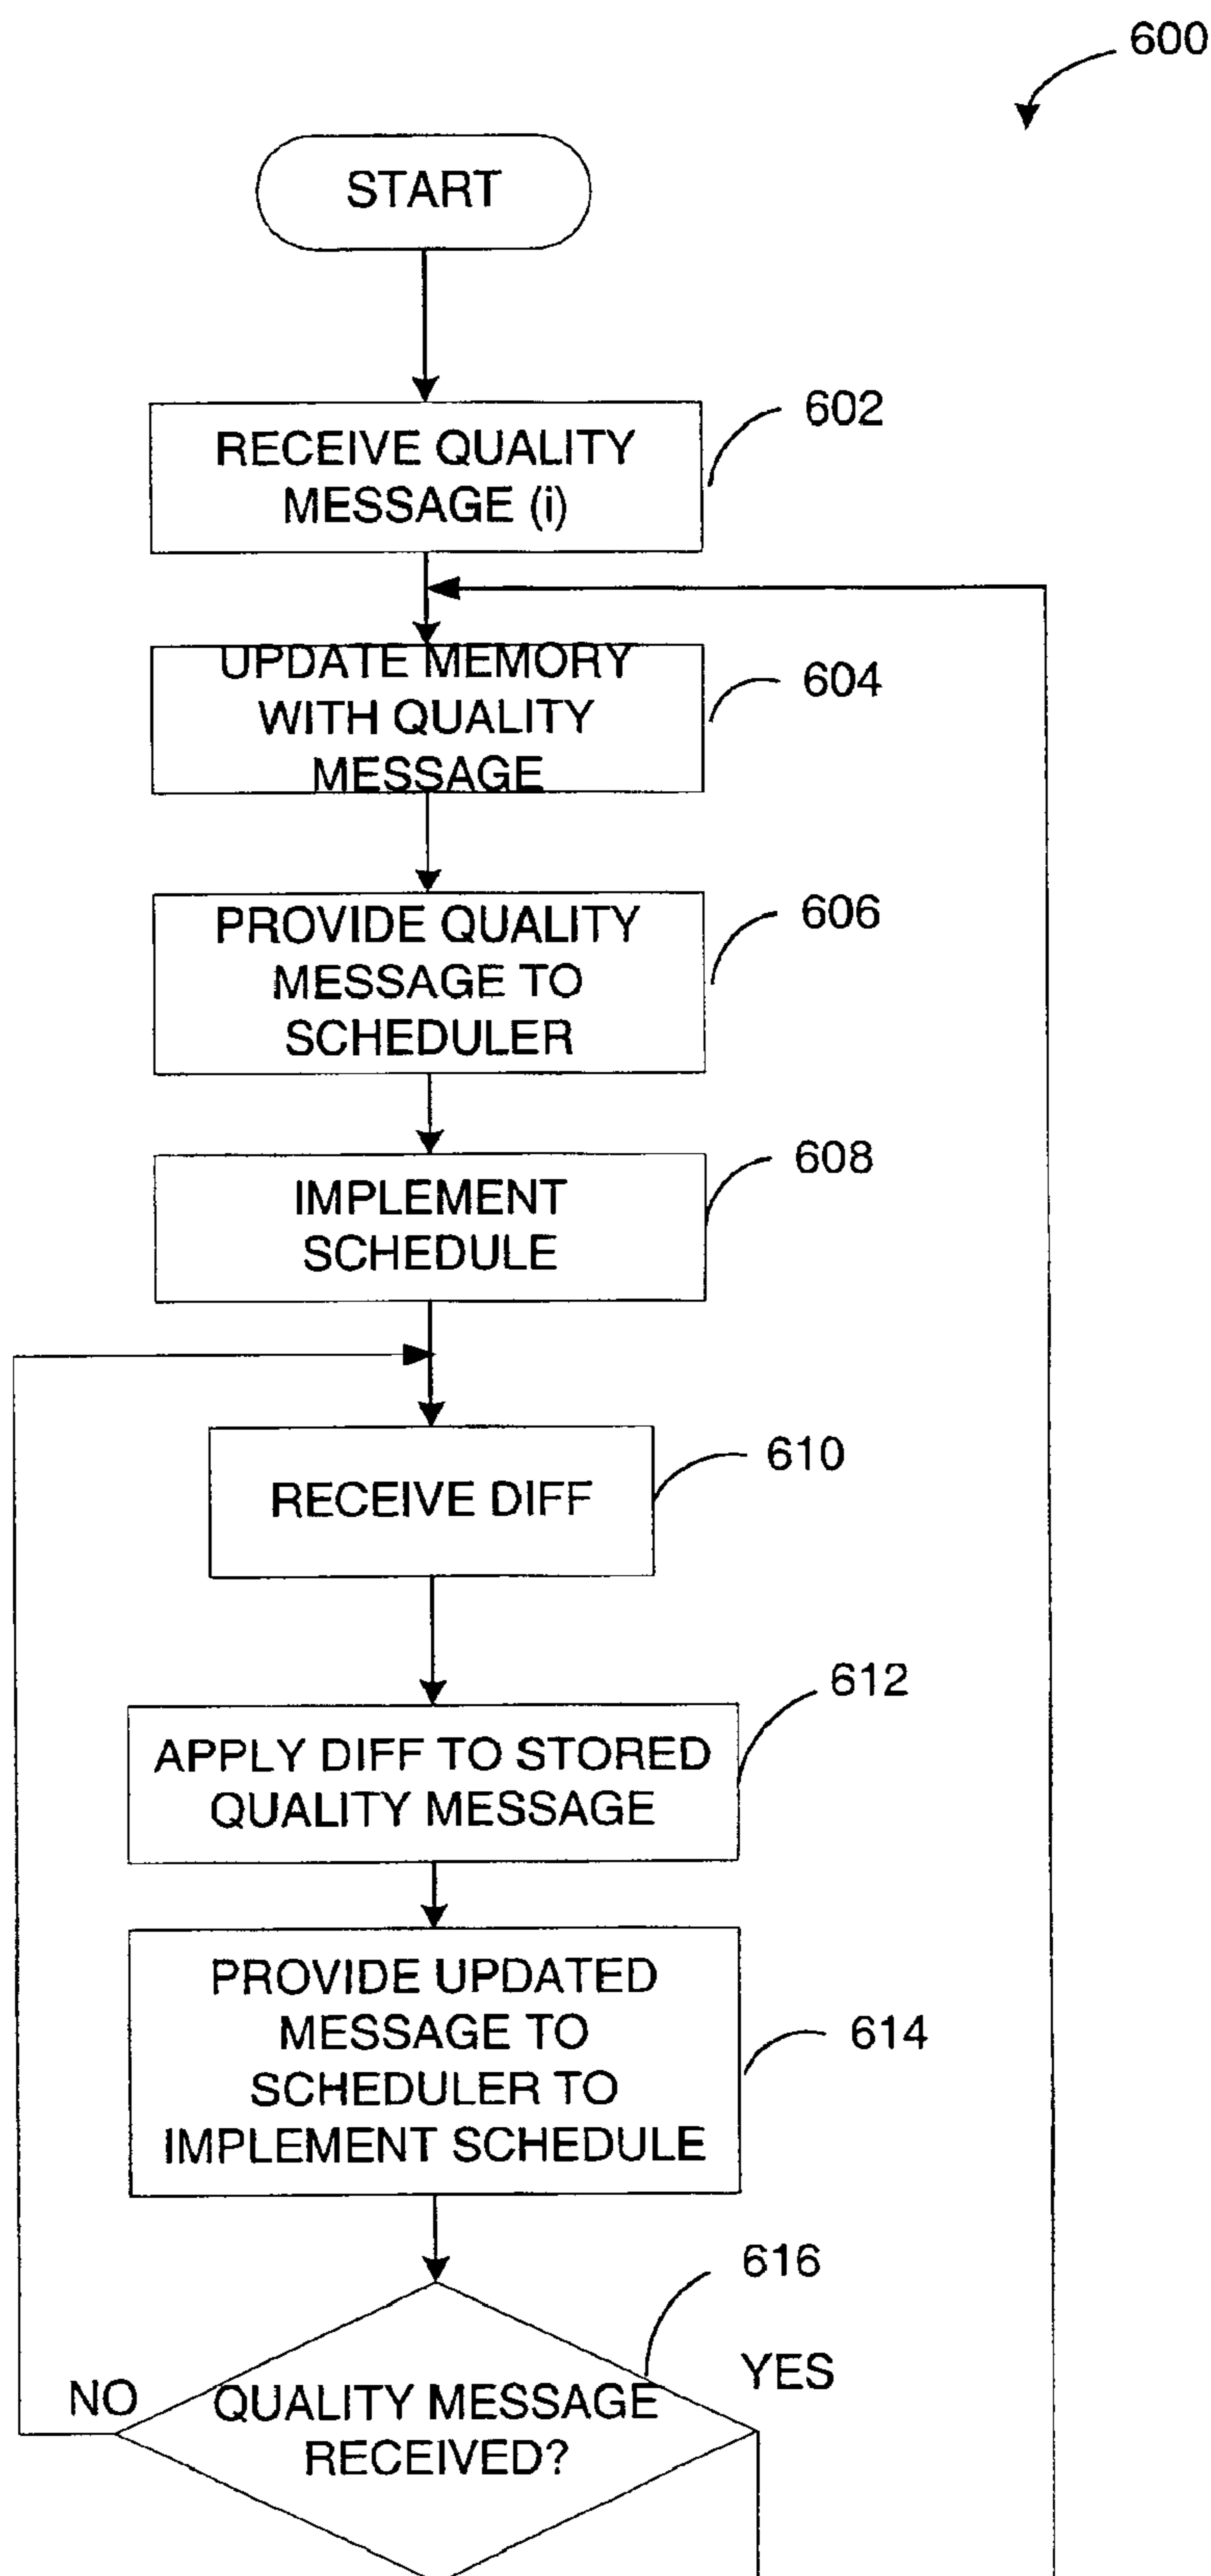 600
START
602
RECEIVE QUALITY
MESSAGE (i)
604
UPDATE MEMORY
WITH QUALITY
MESSAGE
606
PROVIDE QUALITY
MESSAGE TO
SCHEDULER
608
IMPLEMENT
SCHEDULE
610
RECEIVE DIFF
612
APPLY DIFF TO STORED
QUALITY MESSAGE
614
PROVIDE UPDATED
MESSAGE TO
SCHEDULER TO
IMPLEMENT SCHEDULE
616
YES
NO
QUALITY MESSAGE
RECEIVED?